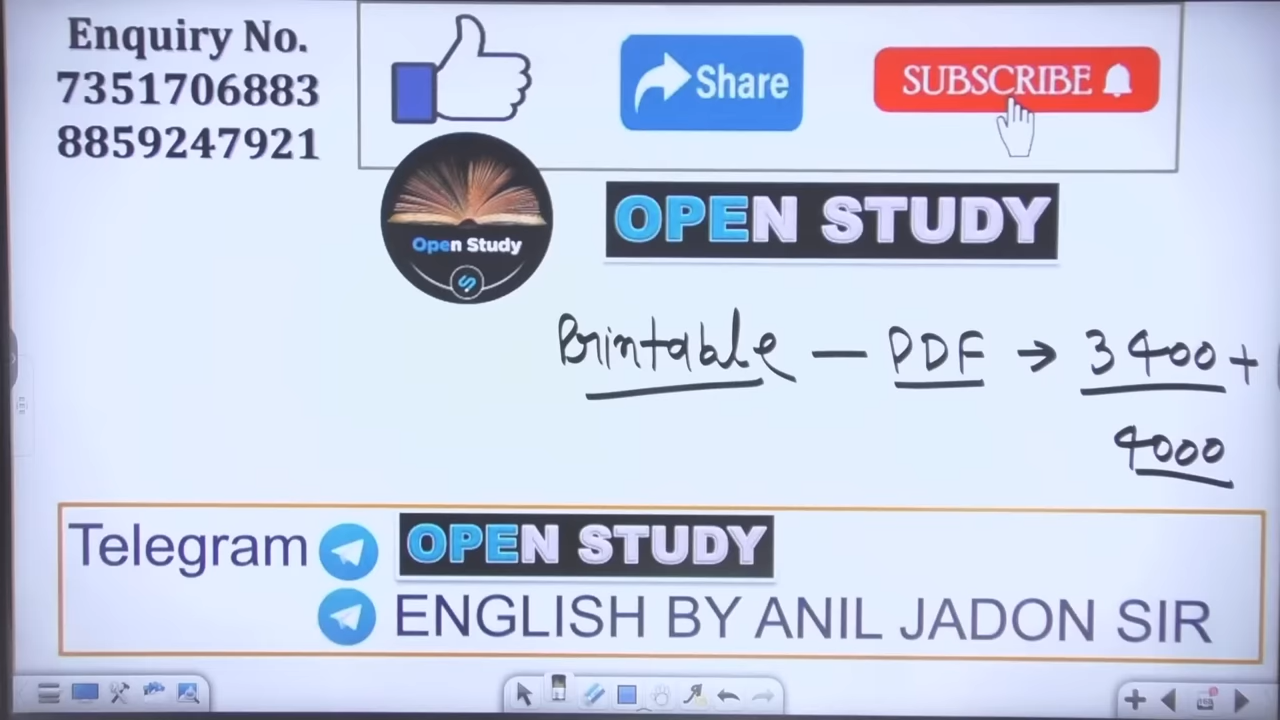 Enquiry No.
7351706883
8859247921
Share
SUBSCRIBE
Open Study
OPEN STUDY
Printable — PDF → 3400+
4000
Telegram OPEN STUDY
ENGLISH BY ANIL JADON SIR